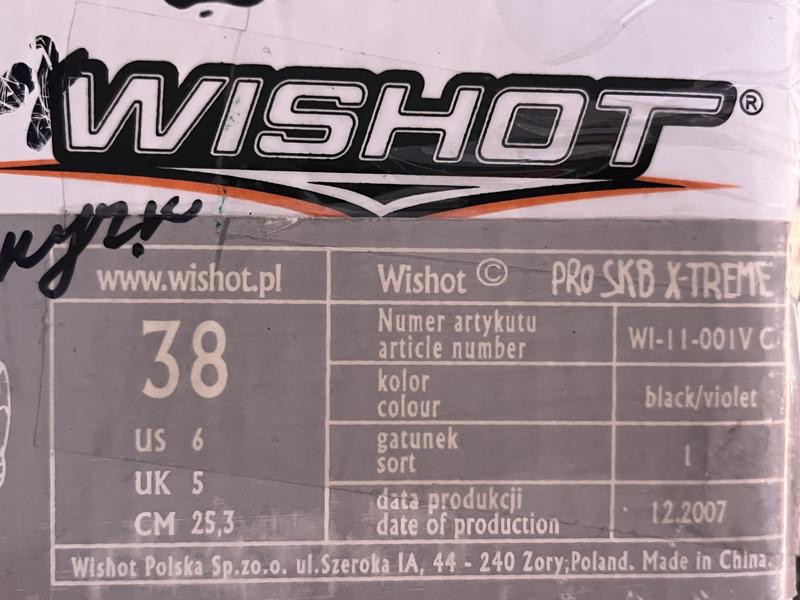 WISHOT®
www.wishot.pl
Wishot © PRO SKB X-TREME
38
US 6
UK 5
CM 25,3
Numer artykutu
article number
WI-11-001V C
kolor
colour
black/violet
gatunek
sort
1
data produkcji
date of production
12.2007
Wishot Polska Sp.zo.o. ul.Szeroka 1A, 44 - 240 Zory,Poland. Made in China.